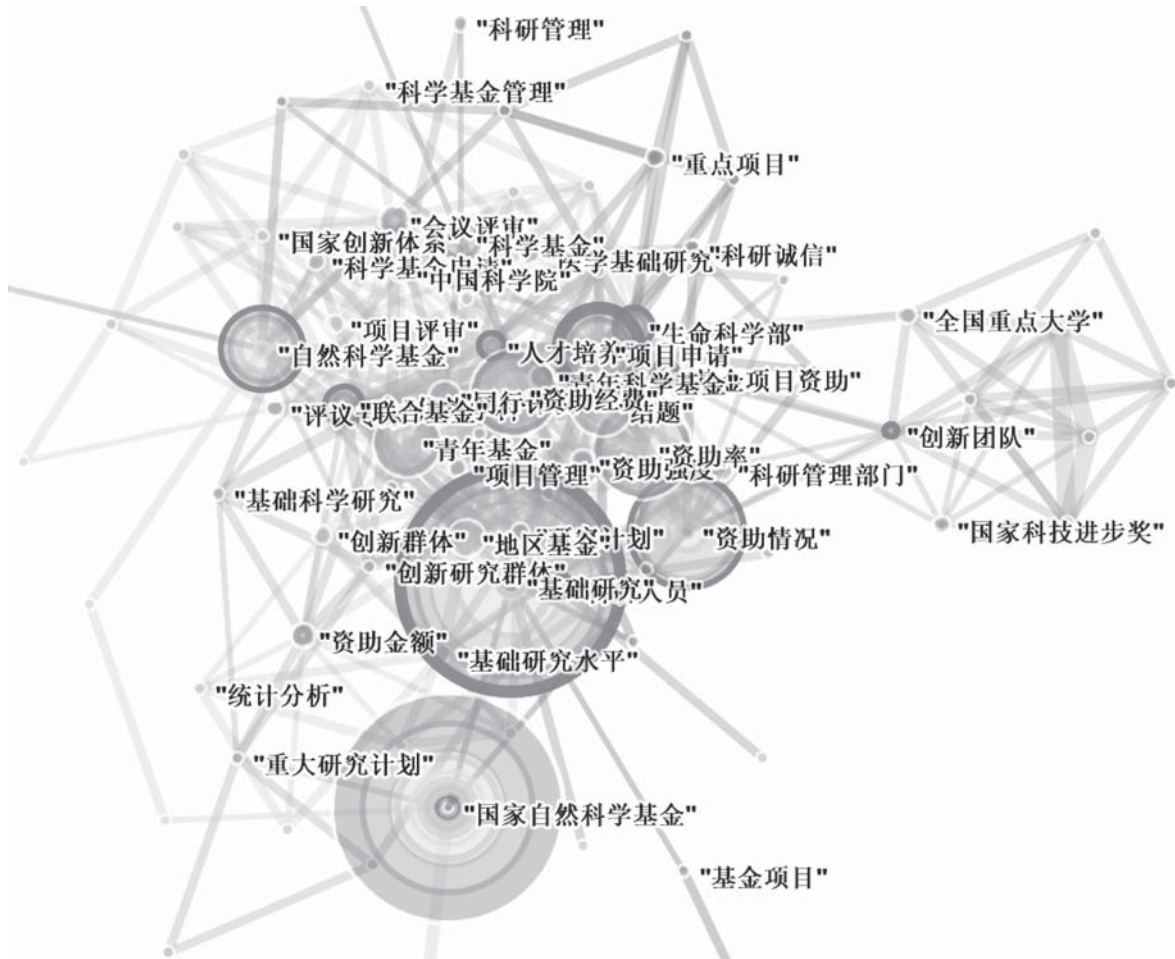 "科研管理"
"科学基金管理"
"重点项目"
"会议评审"
"国家创新体系
"科学基金"
"科研诚信"
"科学基金申请"
医学基础研究
"中国科学院"
"全国重点大学"
"项目评审"
"生命科学部"
"自然科学基金"
"人才培养
"项目申请"
"青年科学基金"
项目资助"
"评议
"联合基金"
"同行
"资助经费"
结题"
"创新团队"
"青年基金"
"资助率"
"项目管理"
"资助强度
"科研管理部门"
"基础科学研究"
"国家科技进步奖"
"创新群体"
"地区基金"
计划"
"资助情况"
"创新研究群体"
"基础研究"
人员"
"资助金额"
"基础研究水平"
"统计分析"
"重大研究计划"
"国家自然科学基金"
"基金项目"